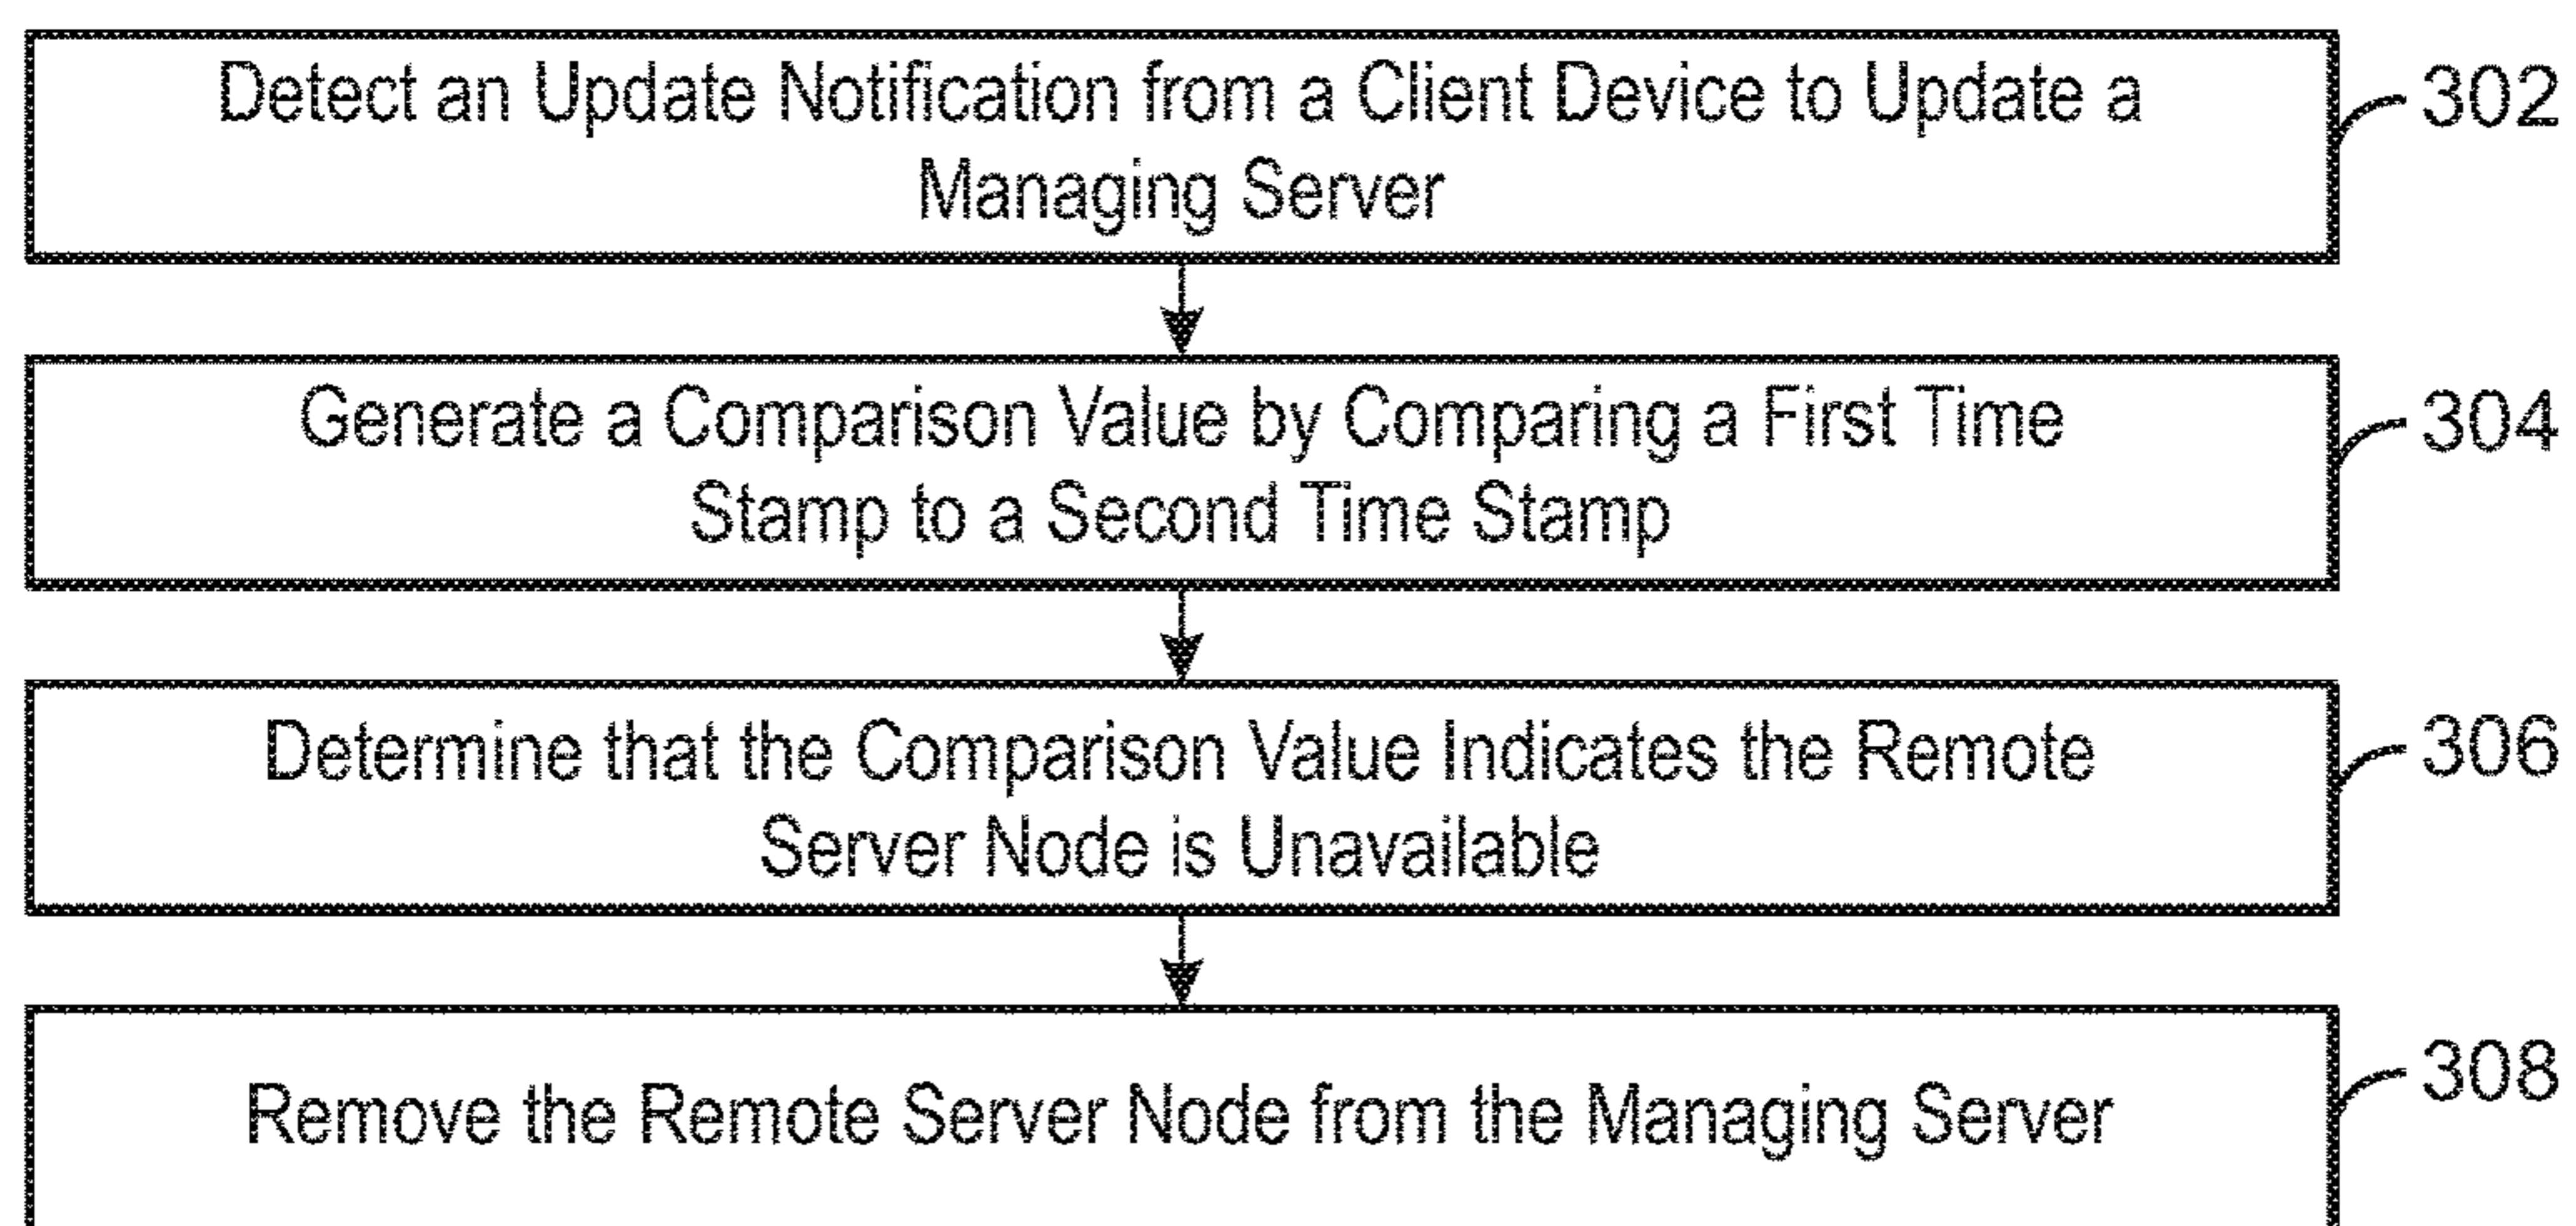 Detect an Update Notification from a Client Device to Update a
Managing Server
302
Generate a Comparison Value by Comparing a First Time
Stamp to a Second Time Stamp
304
Determine that the Comparison Value Indicates the Remote
Server Node is Unavailable
306
Remove the Remote Server Node from the Managing Server
308